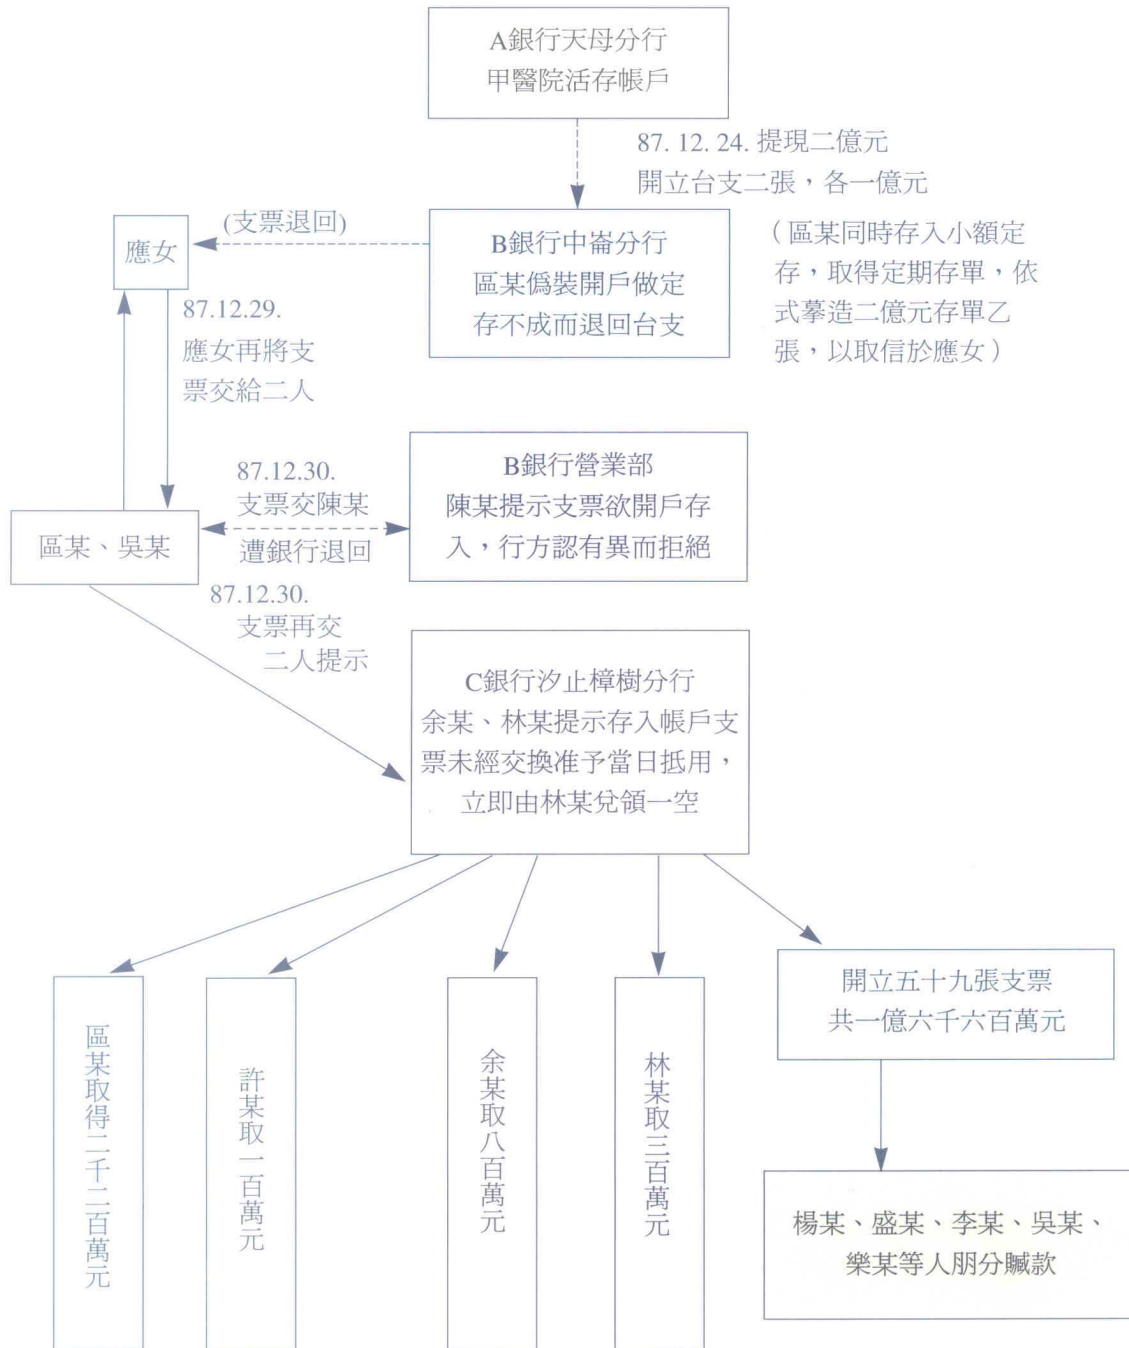 A銀行天母分行
甲醫院活存帳戶
87. 12. 24. 提現二億元
開立台支二張，各一億元
(支票退回)
應女
B銀行中崙分行
區某偽裝開戶做定
存不成而退回台支
（區某同時存入小額定
存，取得定期存單，依
式摹造二億元存單乙
張，以取信於應女）
87.12.29.
應女再將支
票交給二人
87.12.30.
支票交陳某
遭銀行退回
B銀行營業部
陳某提示支票欲開戶存
入，行方認有異而拒絕
區某、吳某
87.12.30.
支票再交
二人提示
C銀行汐止樟樹分行
余某、林某提示存入帳戶支
票未經交換准予當日抵用，
立即由林某兌領一空
區某取得二千二百萬元
許某取一百萬元
余某取八百萬元
林某取三百萬元
開立五十九張支票
共一億六千六百萬元
楊某、盛某、李某、吳某、
樂某等人朋分贓款